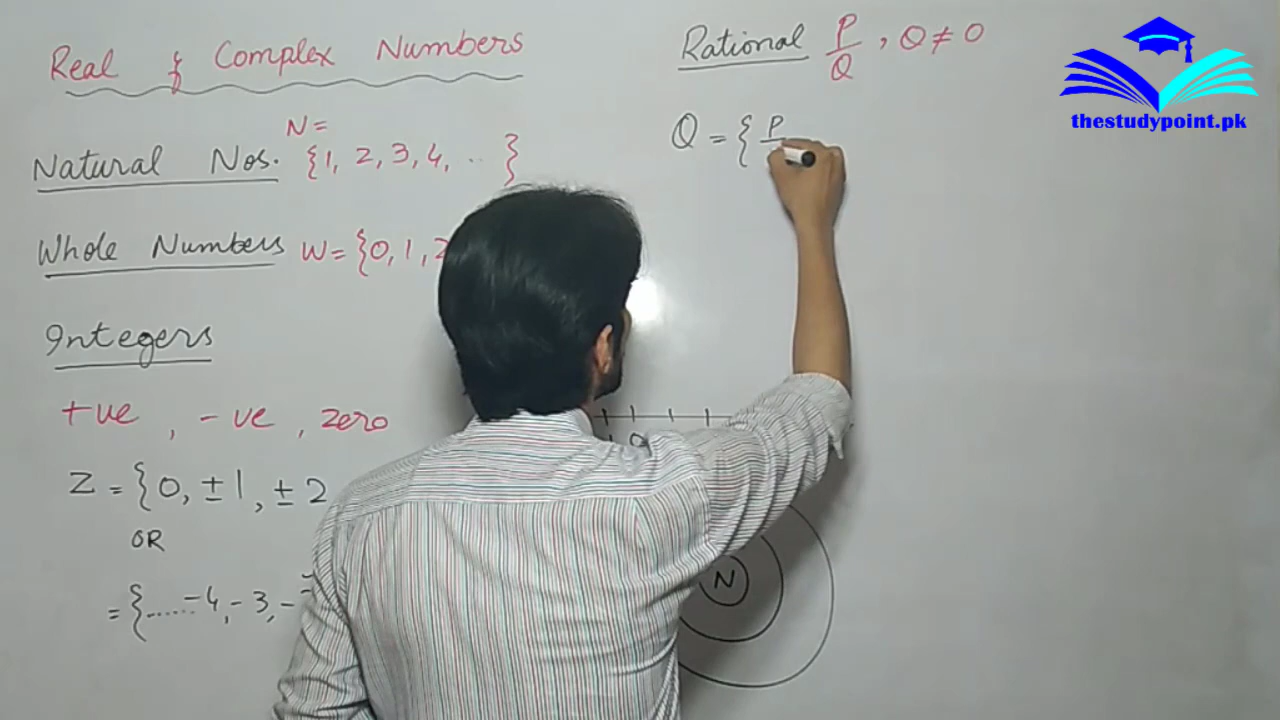 Real & Complex Numbers
N =
Natural Nos. {1, 2, 3, 4, .. }
Whole Numbers W = {0, 1, 2
Integers
+ve , -ve , zero
Z = {0, ±1, ±2
OR
= {.....-4, -3, -
Rational P/Q , Q ≠ 0
Q = { P
0
N
thestudypoint.pk